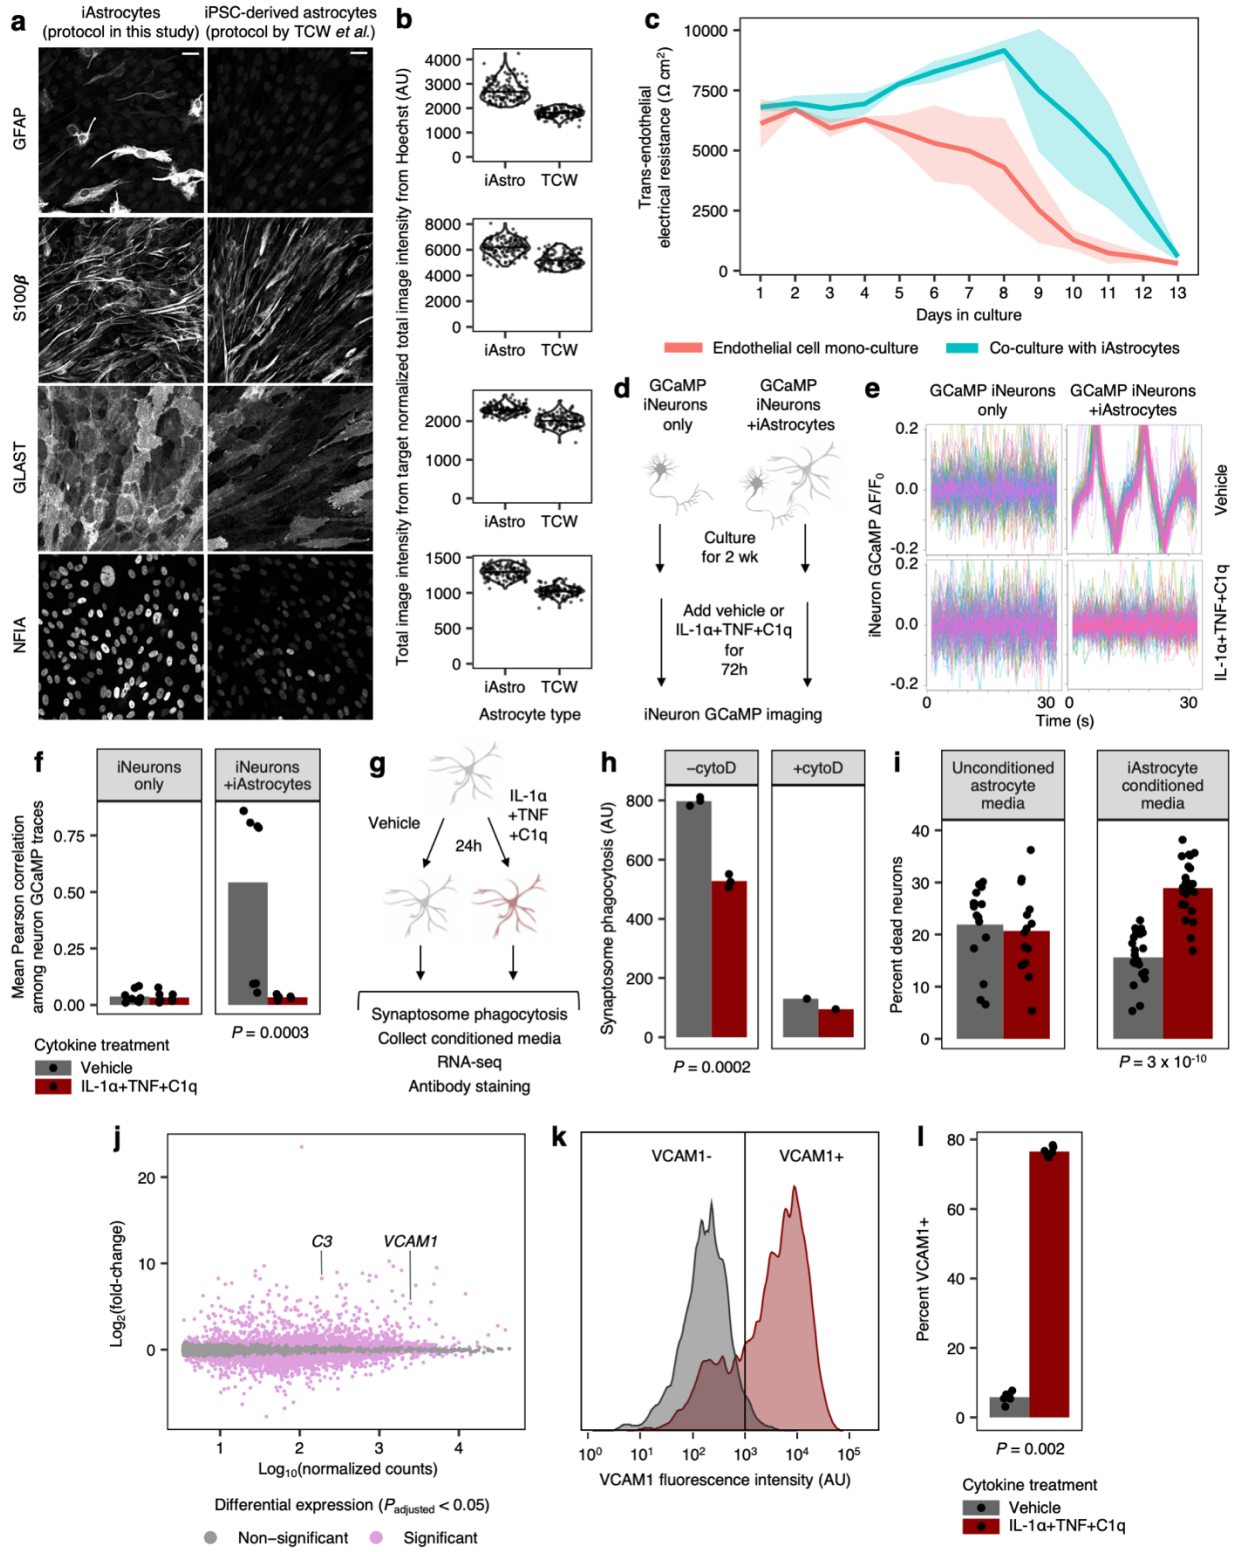 a
iAstrocytes
(protocol in this study)
iPSC-derived astrocytes
(protocol by TCW et al.)
GFAP
S100β
GLAST
NFIA
b
Total image intensity from target normalized total image intensity from Hoechst (AU)
4000
3000
2000
1000
0
iAstro TCW
8000
6000
4000
2000
0
iAstro TCW
2000
1000
0
iAstro TCW
1500
1000
500
0
iAstro TCW
Astrocyte type
c
Trans-endothelial
electrical resistance (Ω cm²)
10000
7500
5000
2500
0
1 2 3 4 5 6 7 8 9 10 11 12 13
Days in culture
Endothelial cell mono-culture
Co-culture with iAstrocytes
d
GCaMP
iNeurons
only
GCaMP
iNeurons
+iAstrocytes
Culture
for 2 wk
Add vehicle or
IL-1α+TNF+C1q
for
72h
iNeuron GCaMP imaging
e
GCaMP iNeurons
only
GCaMP iNeurons
+iAstrocytes
iNeuron GCaMP ΔF/F₀
0.2
0.0
-0.2
0.2
0.0
-0.2
Vehicle
IL-1α+TNF+C1q
0 30 0 30
Time (s)
f
iNeurons
only
iNeurons
+iAstrocytes
Mean Pearson correlation
among neuron GCaMP traces
0.75
0.50
0.25
0.00
P = 0.0003
Cytokine treatment
Vehicle
IL-1α+TNF+C1q
g
Vehicle
IL-1α
+TNF
+C1q
24h
Synaptosome phagocytosis
Collect conditioned media
RNA-seq
Antibody staining
h
–cytoD
+cytoD
Synaptosome phagocytosis (AU)
800
600
400
200
0
P = 0.0002
i
Unconditioned
astrocyte
media
iAstrocyte
conditioned
media
Percent dead neurons
40
30
20
10
0
P = 3 x 10⁻¹⁰
j
Log₂(fold-change)
20
10
0
C3
VCAM1
1 2 3 4
Log₁₀(normalized counts)
Differential expression (Padjusted < 0.05)
Non–significant
Significant
k
VCAM1-
VCAM1+
10⁰ 10¹ 10² 10³ 10⁴ 10⁵
VCAM1 fluorescence intensity (AU)
l
Percent VCAM1+
80
60
40
20
0
P = 0.002
Cytokine treatment
Vehicle
IL-1α+TNF+C1q